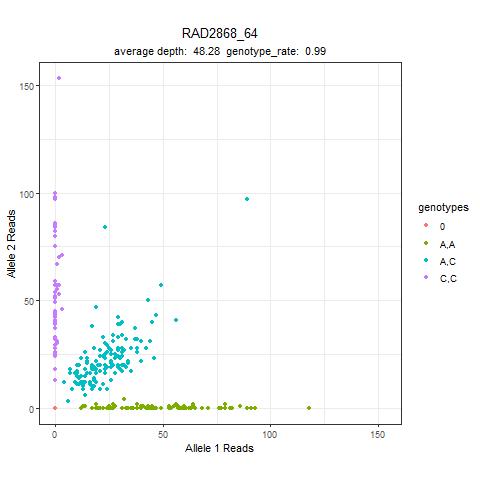 RAD2868_64
average depth: 48.28 genotype_rate: 0.99
150
100
50
0
Allele 2 Reads
0
50
100
150
Allele 1 Reads
genotypes
0
A,A
A,C
C,C